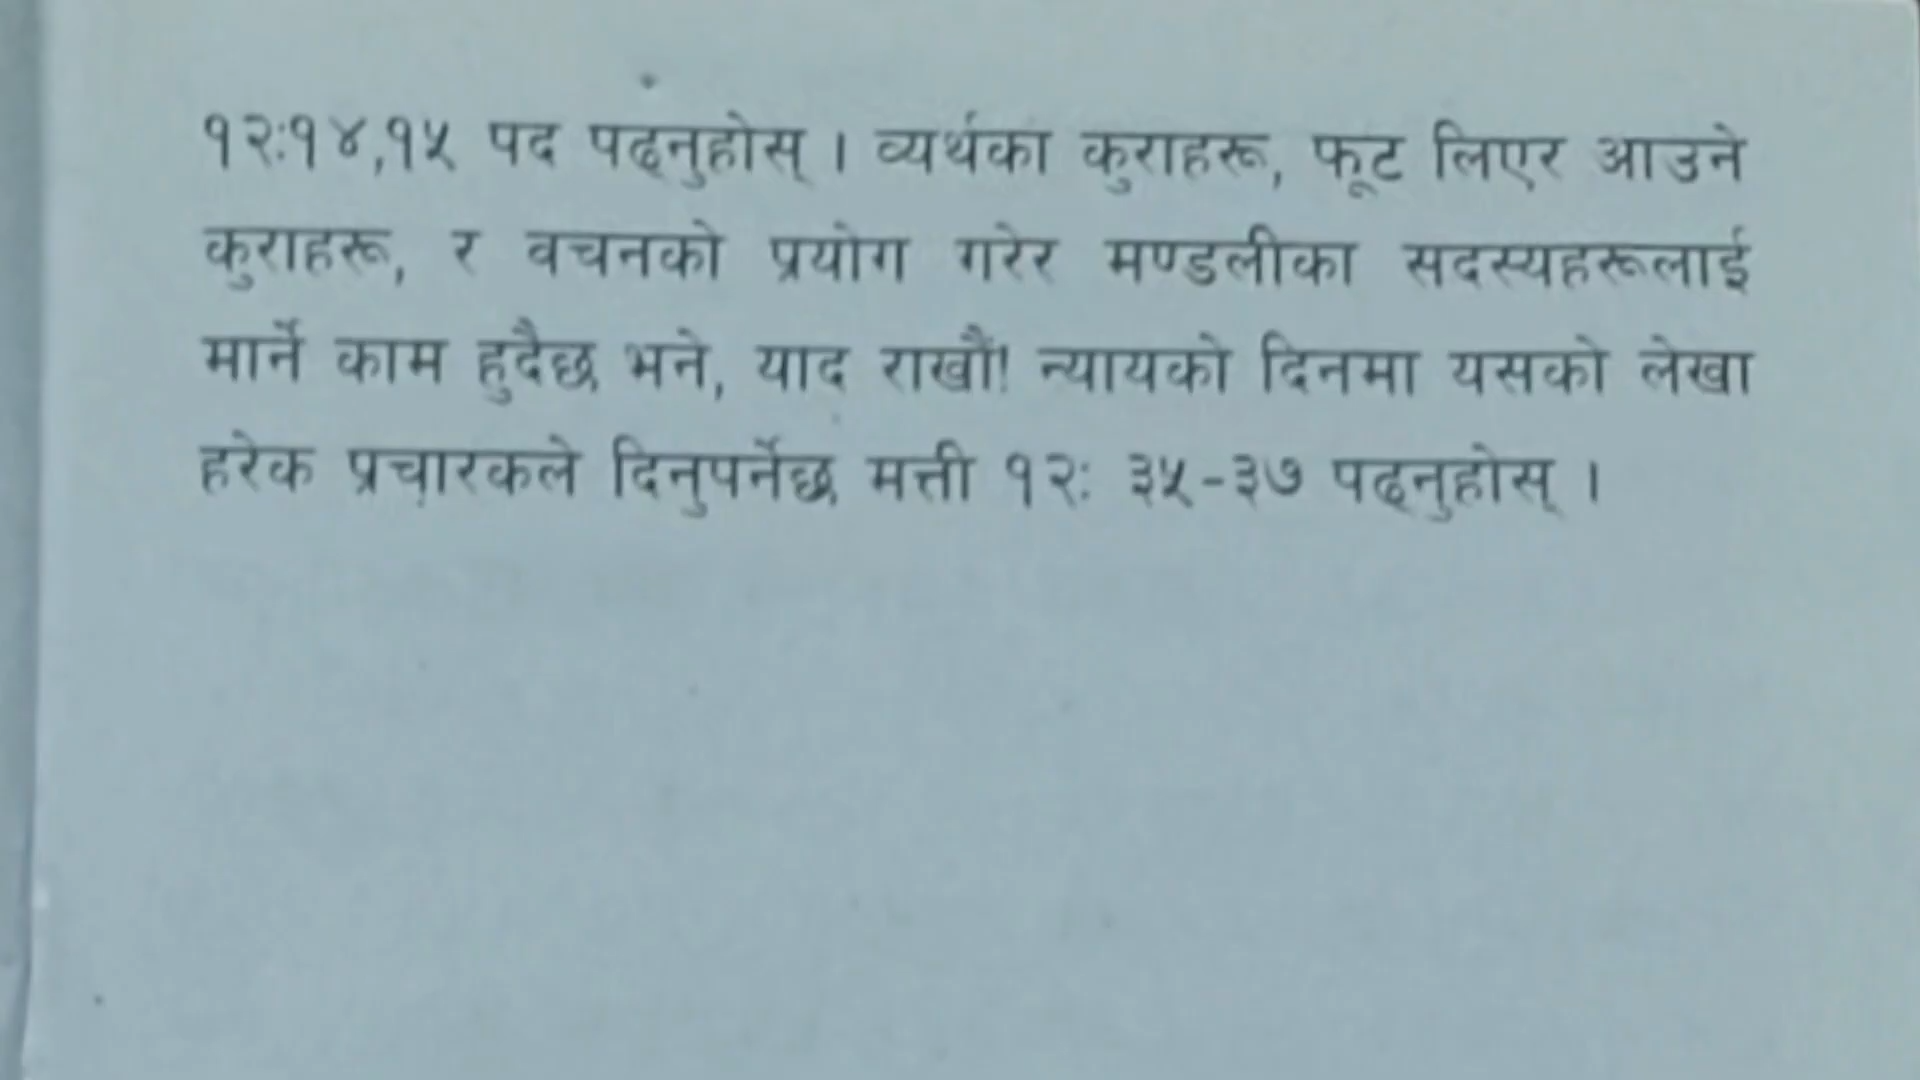 १२:१४,१५ पद पढ्नुहोस् । व्यर्थका कुराहरू, फूट लिएर आउने
कुराहरू, र वचनको प्रयोग गरेर मण्डलीका सदस्यहरूलाई
मार्ने काम हुदैछ भने, याद राखौं! न्यायको दिनमा यसको लेखा
हरेक प्रचारकले दिनुपर्नेछ मत्ती १२: ३५-३७ पढ्नुहोस् ।